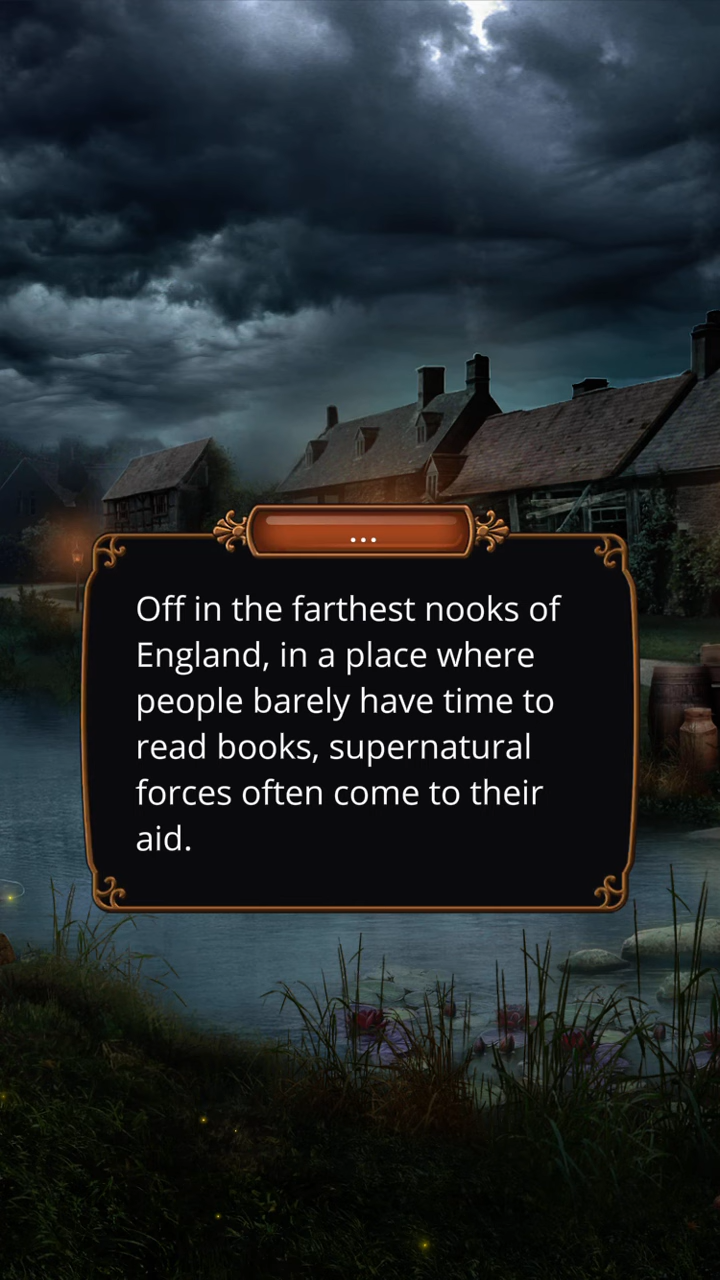 ...
Off in the farthest nooks of
England, in a place where
people barely have time to
read books, supernatural
forces often come to their
aid.